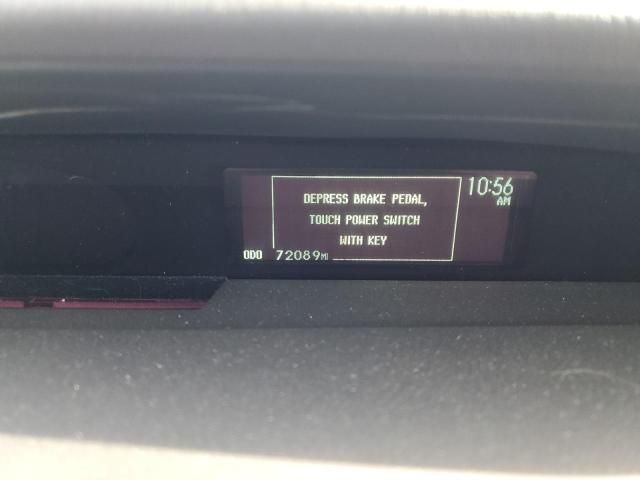 10:56
AM
DEPRESS BRAKE PEDAL,
TOUCH POWER SWITCH
WITH KEY
ODO 72089MI